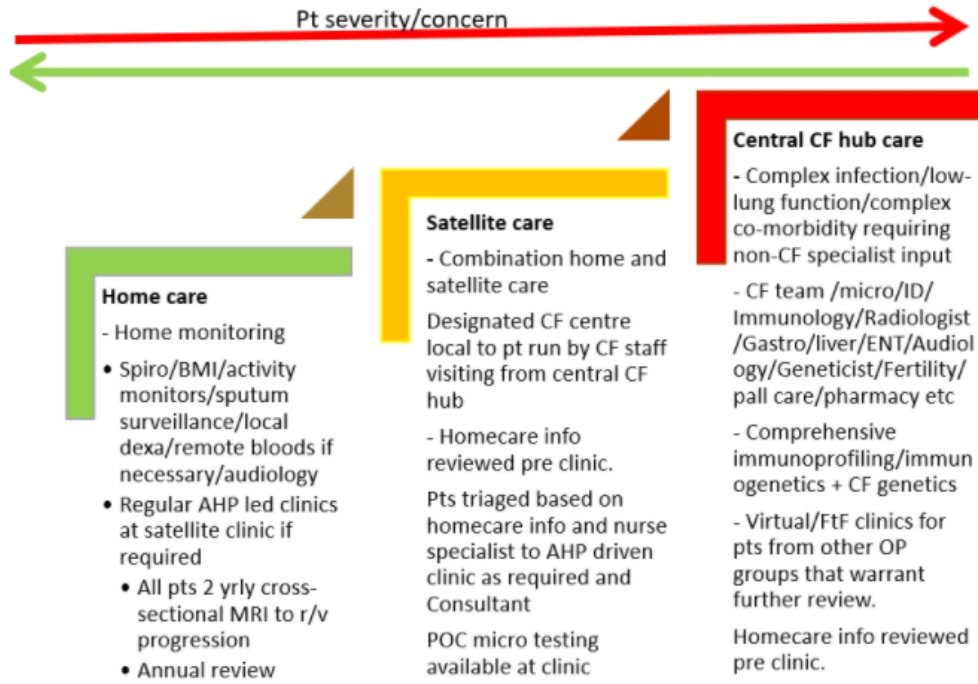 Pt severity/concern
Home care
- Home monitoring
• Spiro/BMI/activity
monitors/sputum
surveillance/local
dexa/remote bloods if
necessary/audiology
• Regular AHP led clinics
at satellite clinic if
required
• All pts 2 yrly cross-
sectional MRI to r/v
progression
• Annual review
Satellite care
- Combination home and
satellite care
Designated CF centre
local to pt run by CF staff
visiting from central CF
hub
- Homecare info
reviewed pre clinic.
Pts triaged based on
homecare info and nurse
specialist to AHP driven
clinic as required and
Consultant
POC micro testing
available at clinic
Central CF hub care
- Complex infection/low-
lung function/complex
co-morbidity requiring
non-CF specialist input
- CF team /micro/ID/
Immunology/Radiologist
/Gastro/liver/ENT/Audiol
ogy/Geneticist/Fertility/
pall care/pharmacy etc
- Comprehensive
immunoprofiling/immun
ogenetics + CF genetics
- Virtual/FtF clinics for
pts from other OP
groups that warrant
further review.
Homecare info reviewed
pre clinic.